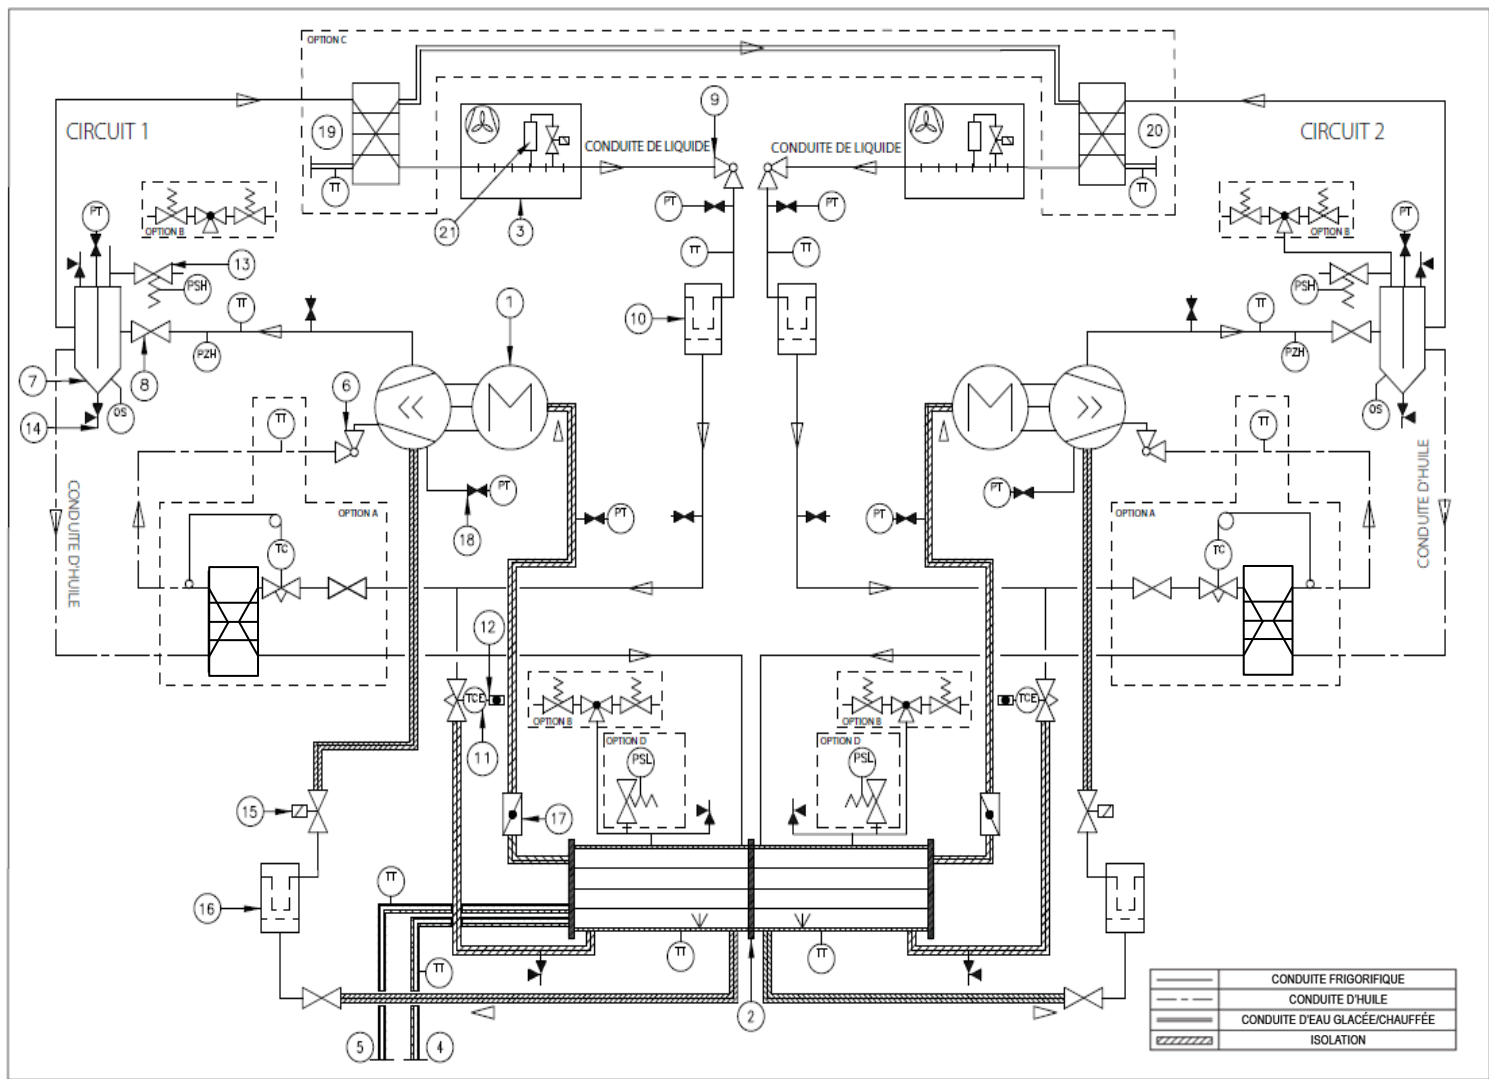 OPTION C
9
CIRCUIT 1
19
CONDUITE DE LIQUIDE
CONDUITE DE LIQUIDE
20
CIRCUIT 2
TT
TT
PT
OPTION B
21
3
PT
PT
OPTION B
PT
13
PSH
TT
TT
PSH
TT
PZH
1
10
TT
PZH
7
8
6
OS
14
OS
TT
TT
CONDUITE D'HUILE
CONDUITE D'HUILE
PT
18
PT
OPTION A
PT
PT
OPTION A
TC
TC
12
TCE
11
TCE
OPTION B
OPTION B
OPTION D
PSL
OPTION D
PSL
15
17
16
TT
TT
TT
TT
2
5
4
CONDUITE FRIGORIFIQUE
CONDUITE D'HUILE
CONDUITE D'EAU GLACÉE/CHAUFFÉE
ISOLATION